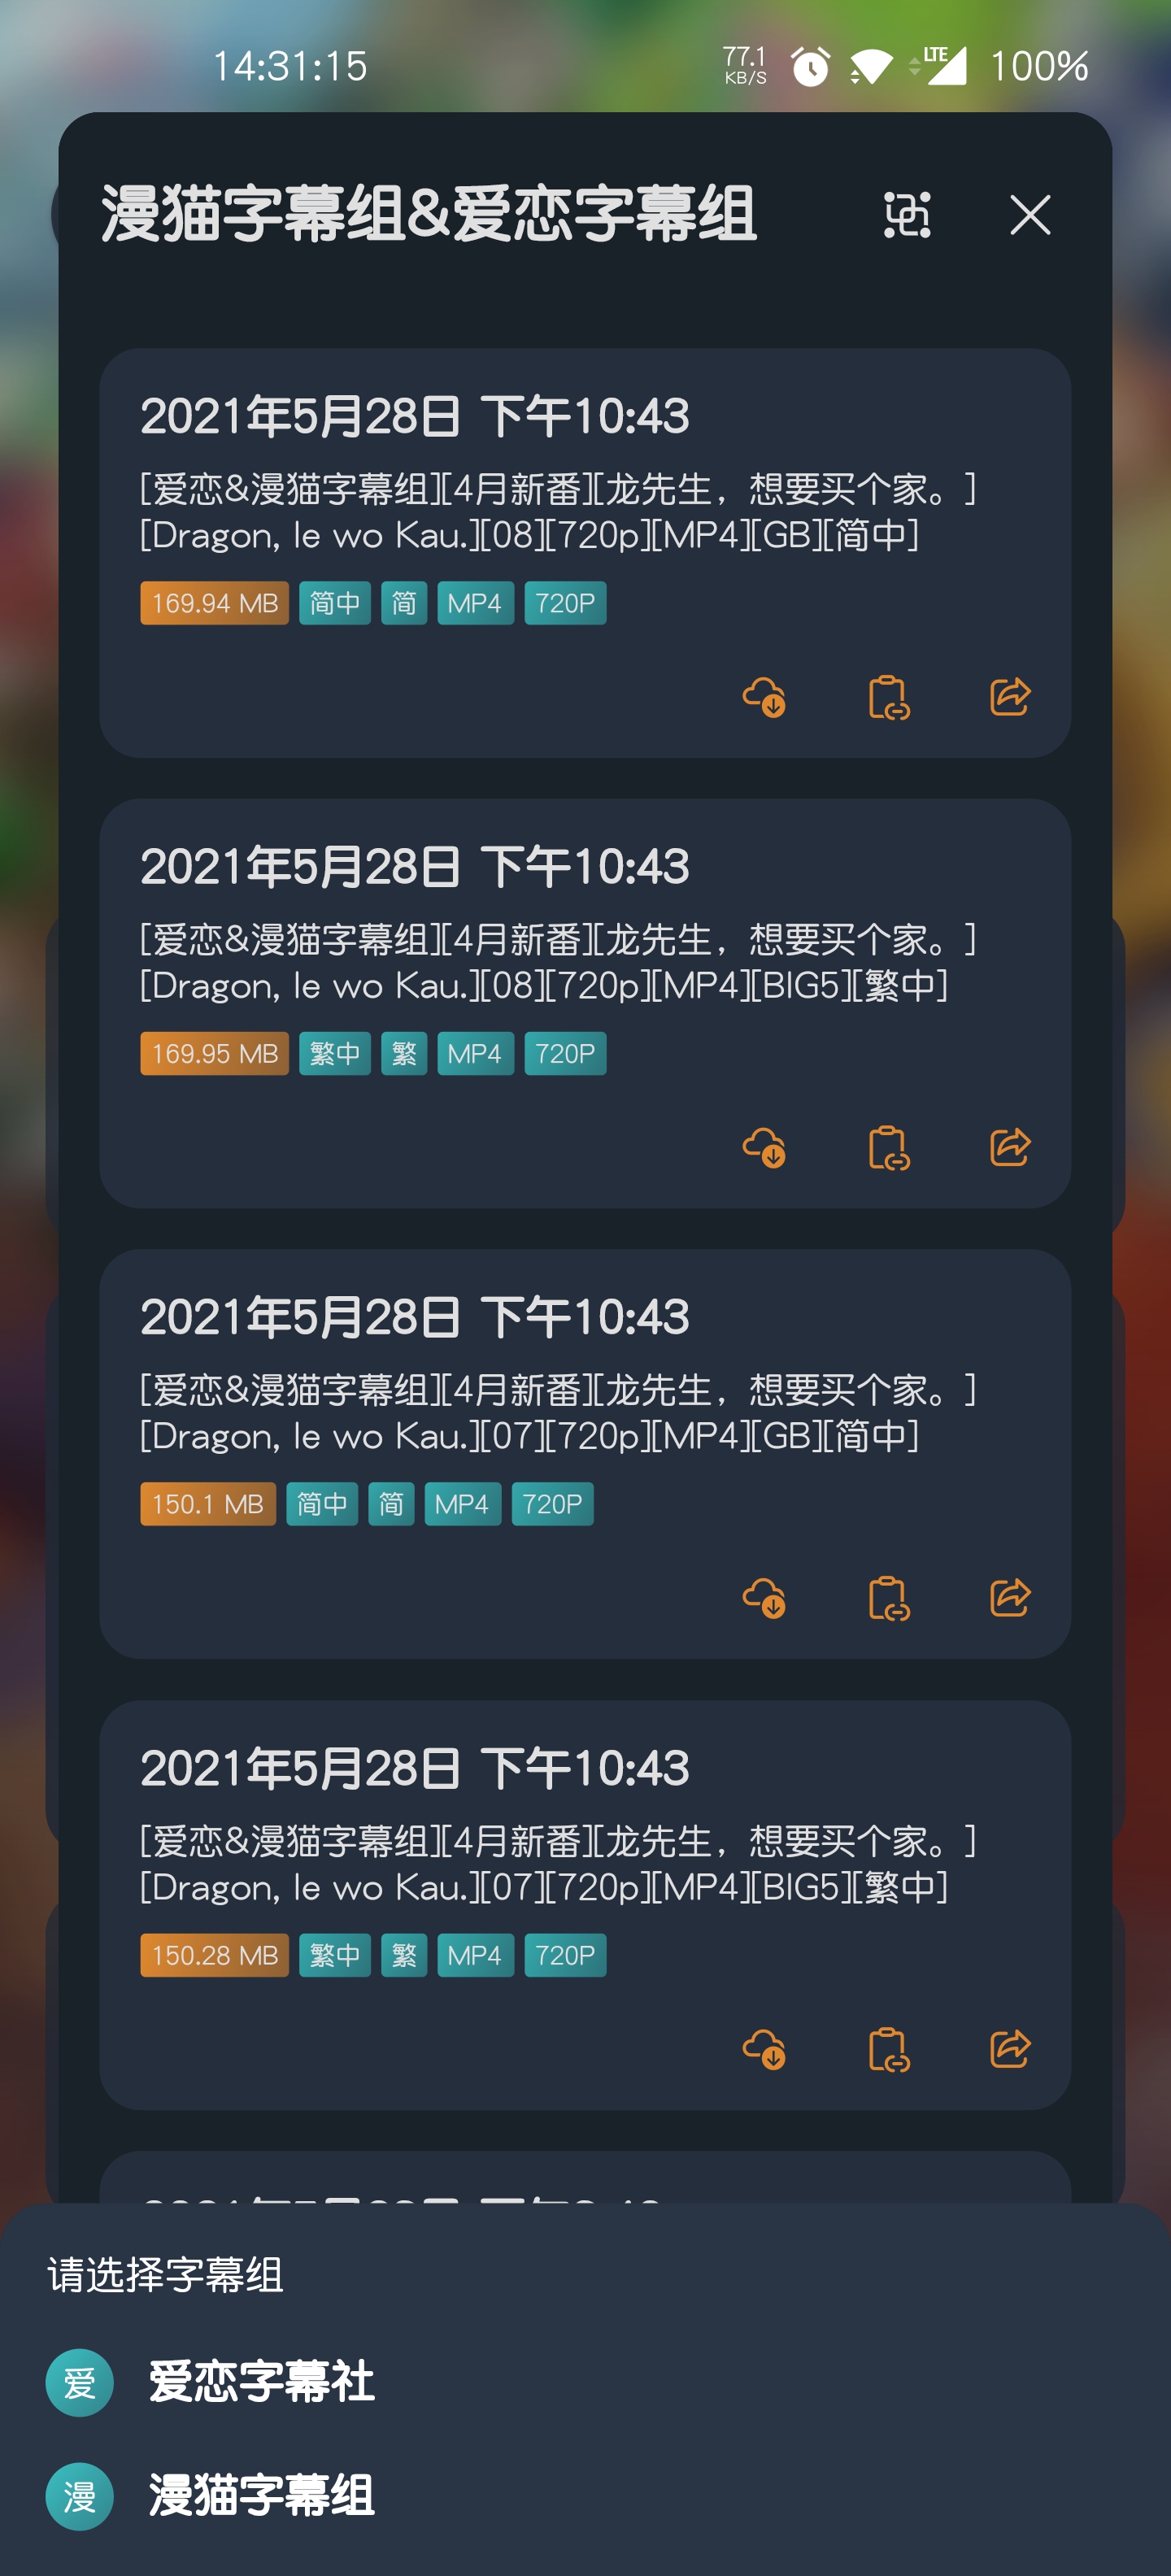 14:31:15
77.1
KB/S
LTE
100%
漫猫字幕组&爱恋字幕组
2021年5月28日 下午10:43
[爱恋&漫猫字幕组][4月新番][龙先生，想要买个家。]
[Dragon, Ie wo Kau.][08][720p][MP4][GB][简中]
169.94 MB 简中 简 MP4 720P
2021年5月28日 下午10:43
[爱恋&漫猫字幕组][4月新番][龙先生，想要买个家。]
[Dragon, Ie wo Kau.][08][720p][MP4][BIG5][繁中]
169.95 MB 繁中 繁 MP4 720P
2021年5月28日 下午10:43
[爱恋&漫猫字幕组][4月新番][龙先生，想要买个家。]
[Dragon, Ie wo Kau.][07][720p][MP4][GB][简中]
150.1 MB 简中 简 MP4 720P
2021年5月28日 下午10:43
[爱恋&漫猫字幕组][4月新番][龙先生，想要买个家。]
[Dragon, Ie wo Kau.][07][720p][MP4][BIG5][繁中]
150.28 MB 繁中 繁 MP4 720P
请选择字幕组
爱 爱恋字幕社
漫 漫猫字幕组